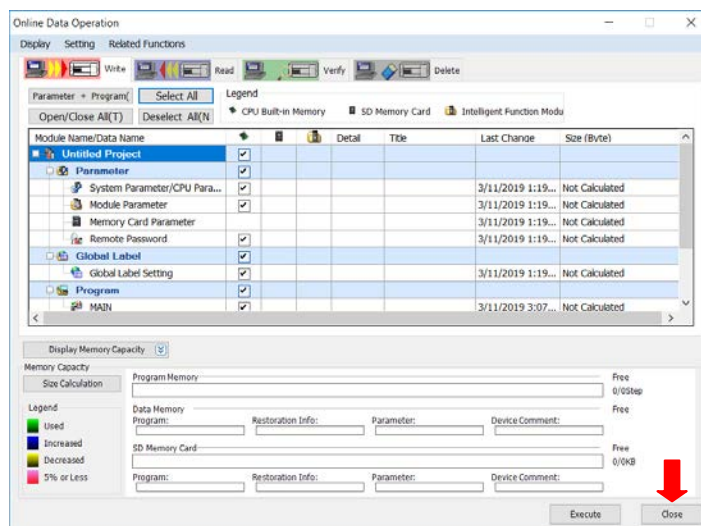 Online Data Operation
Display Setting Related Functions
Write Read Verify Delete
Parameter + Program( Select All Legend
CPU Built-in Memory SD Memory Card Intelligent Function Modu
Open/Close All(T) Deselect All(N
Module Name/Data Name Detail Title Last Change Size (Byte)
Untitled Project
Parameter
System Parameter/CPU Para... 3/11/2019 1:19... Not Calculated
Module Parameter 3/11/2019 1:19... Not Calculated
Memory Card Parameter 3/11/2019 1:19... Not Calculated
Remote Password 3/11/2019 1:19... Not Calculated
Global Label
Global Label Setting 3/11/2019 1:19... Not Calculated
Program
MAIN 3/11/2019 3:07... Not Calculated
Display Memory Capacity
Memory Capacity
Size Calculation Program Memory Free
0/0Step
Legend Data Memory Free
Used Program: Restoration Info: Parameter: Device Comment:
Increased
Decreased SD Memory Card Free
0/0KB
5% or Less Program: Restoration Info: Parameter: Device Comment:
Execute Close